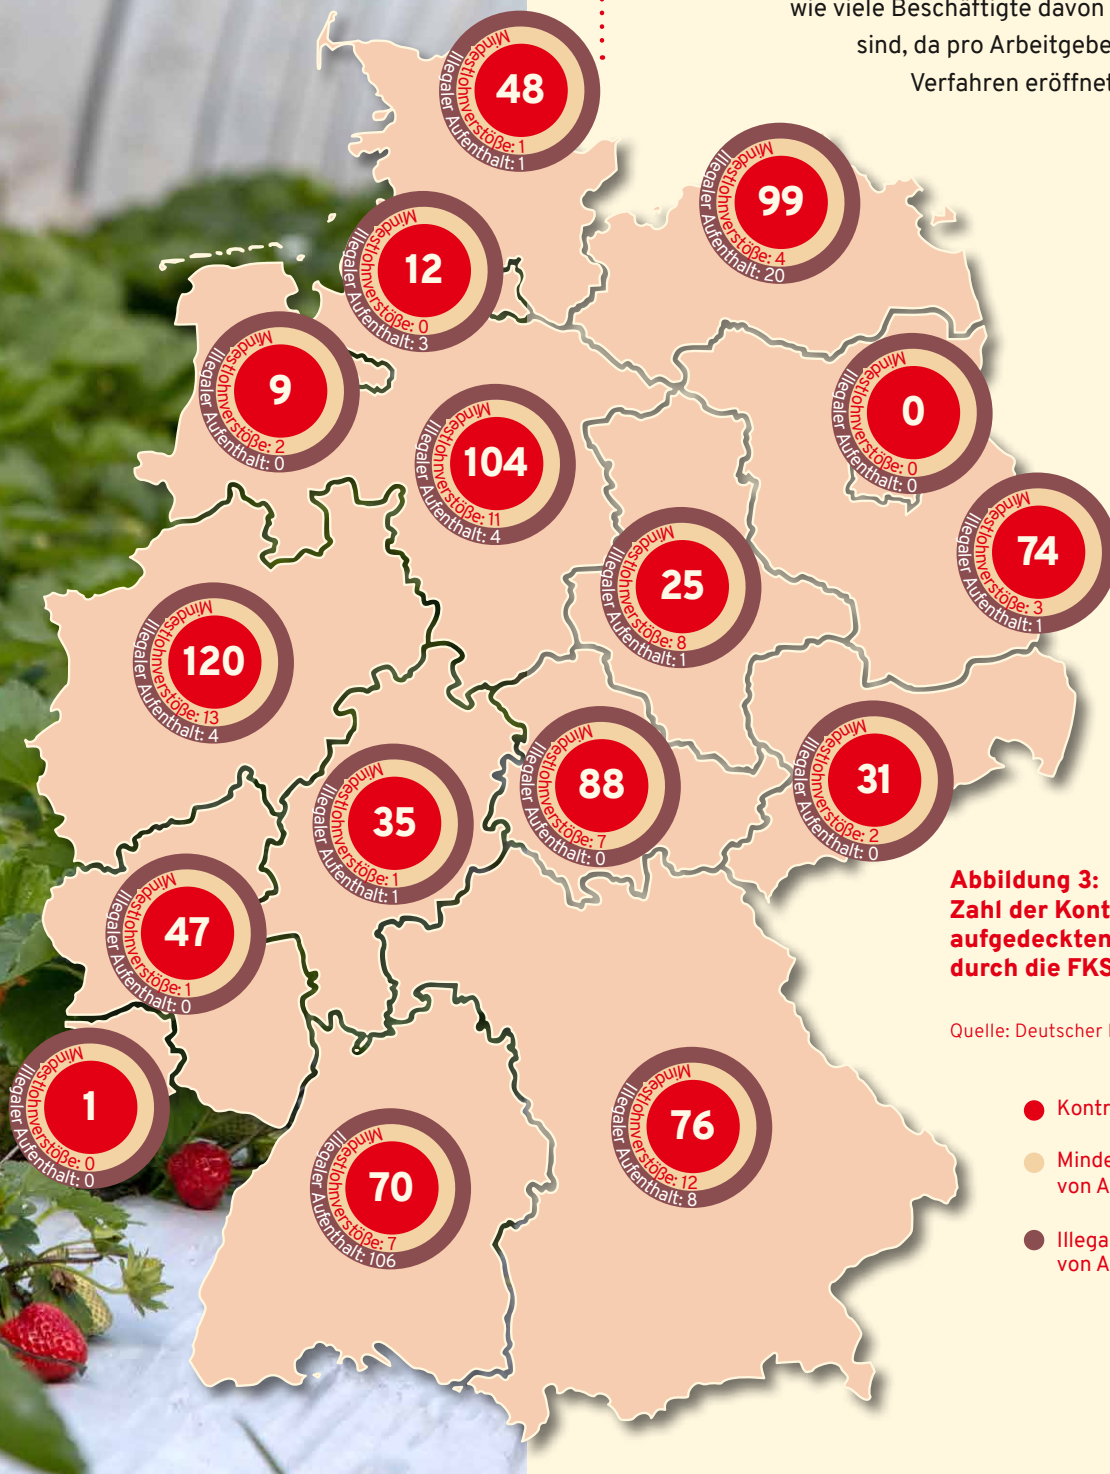 wie viele Beschäftigte davon
sind, da pro Arbeitgebe
Verfahren eröffnet
48
Mindestlohnverstöße: 1
Illegaler Aufenthalt: 1
99
Mindestlohnverstöße: 4
Illegaler Aufenthalt: 20
12
Mindestlohnverstöße: 0
Illegaler Aufenthalt: 3
9
Mindestlohnverstöße: 2
Illegaler Aufenthalt: 0
0
Mindestlohnverstöße: 0
Illegaler Aufenthalt: 0
104
Mindestlohnverstöße: 11
Illegaler Aufenthalt: 4
74
Mindestlohnverstöße: 3
Illegaler Aufenthalt: 1
25
Mindestlohnverstöße: 8
Illegaler Aufenthalt: 1
120
Mindestlohnverstöße: 13
Illegaler Aufenthalt: 4
88
Mindestlohnverstöße: 7
Illegaler Aufenthalt: 0
31
Mindestlohnverstöße: 2
Illegaler Aufenthalt: 0
35
Mindestlohnverstöße: 1
Illegaler Aufenthalt: 1
47
Mindestlohnverstöße: 1
Illegaler Aufenthalt: 0
1
Mindestlohnverstöße: 0
Illegaler Aufenthalt: 0
76
Mindestlohnverstöße: 12
Illegaler Aufenthalt: 8
70
Mindestlohnverstöße: 7
Illegaler Aufenthalt: 106
Abbildung 3:
Zahl der Kont
aufgedeckten
durch die FKS
Quelle: Deutscher
Kontr
Minde
von A
Illega
von A